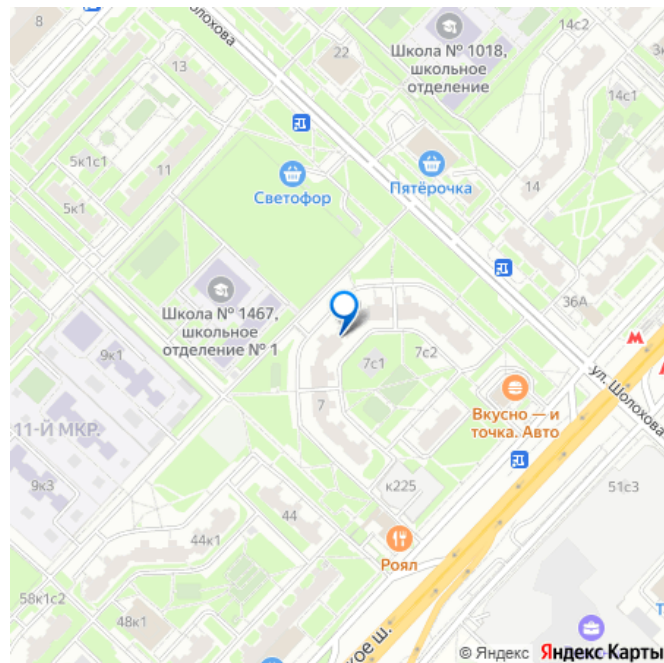 8
Шолохова
22
Школа № 1018,
школьное
отделение
14с2
13
14с1
5к1с1
11
Светофор
Пятёрочка
14
5к1
36А
Школа № 1467,
школьное
отделение № 1
9к1
7с1
7с2
ул. Шолохова
7
Вкусно — и
точка. Авто
11-Й МКР.
9к3
к225
51с3
44
44к1
Роял
58к1с2
48к1
кое ш.
© Яндекс Яндекс Карты